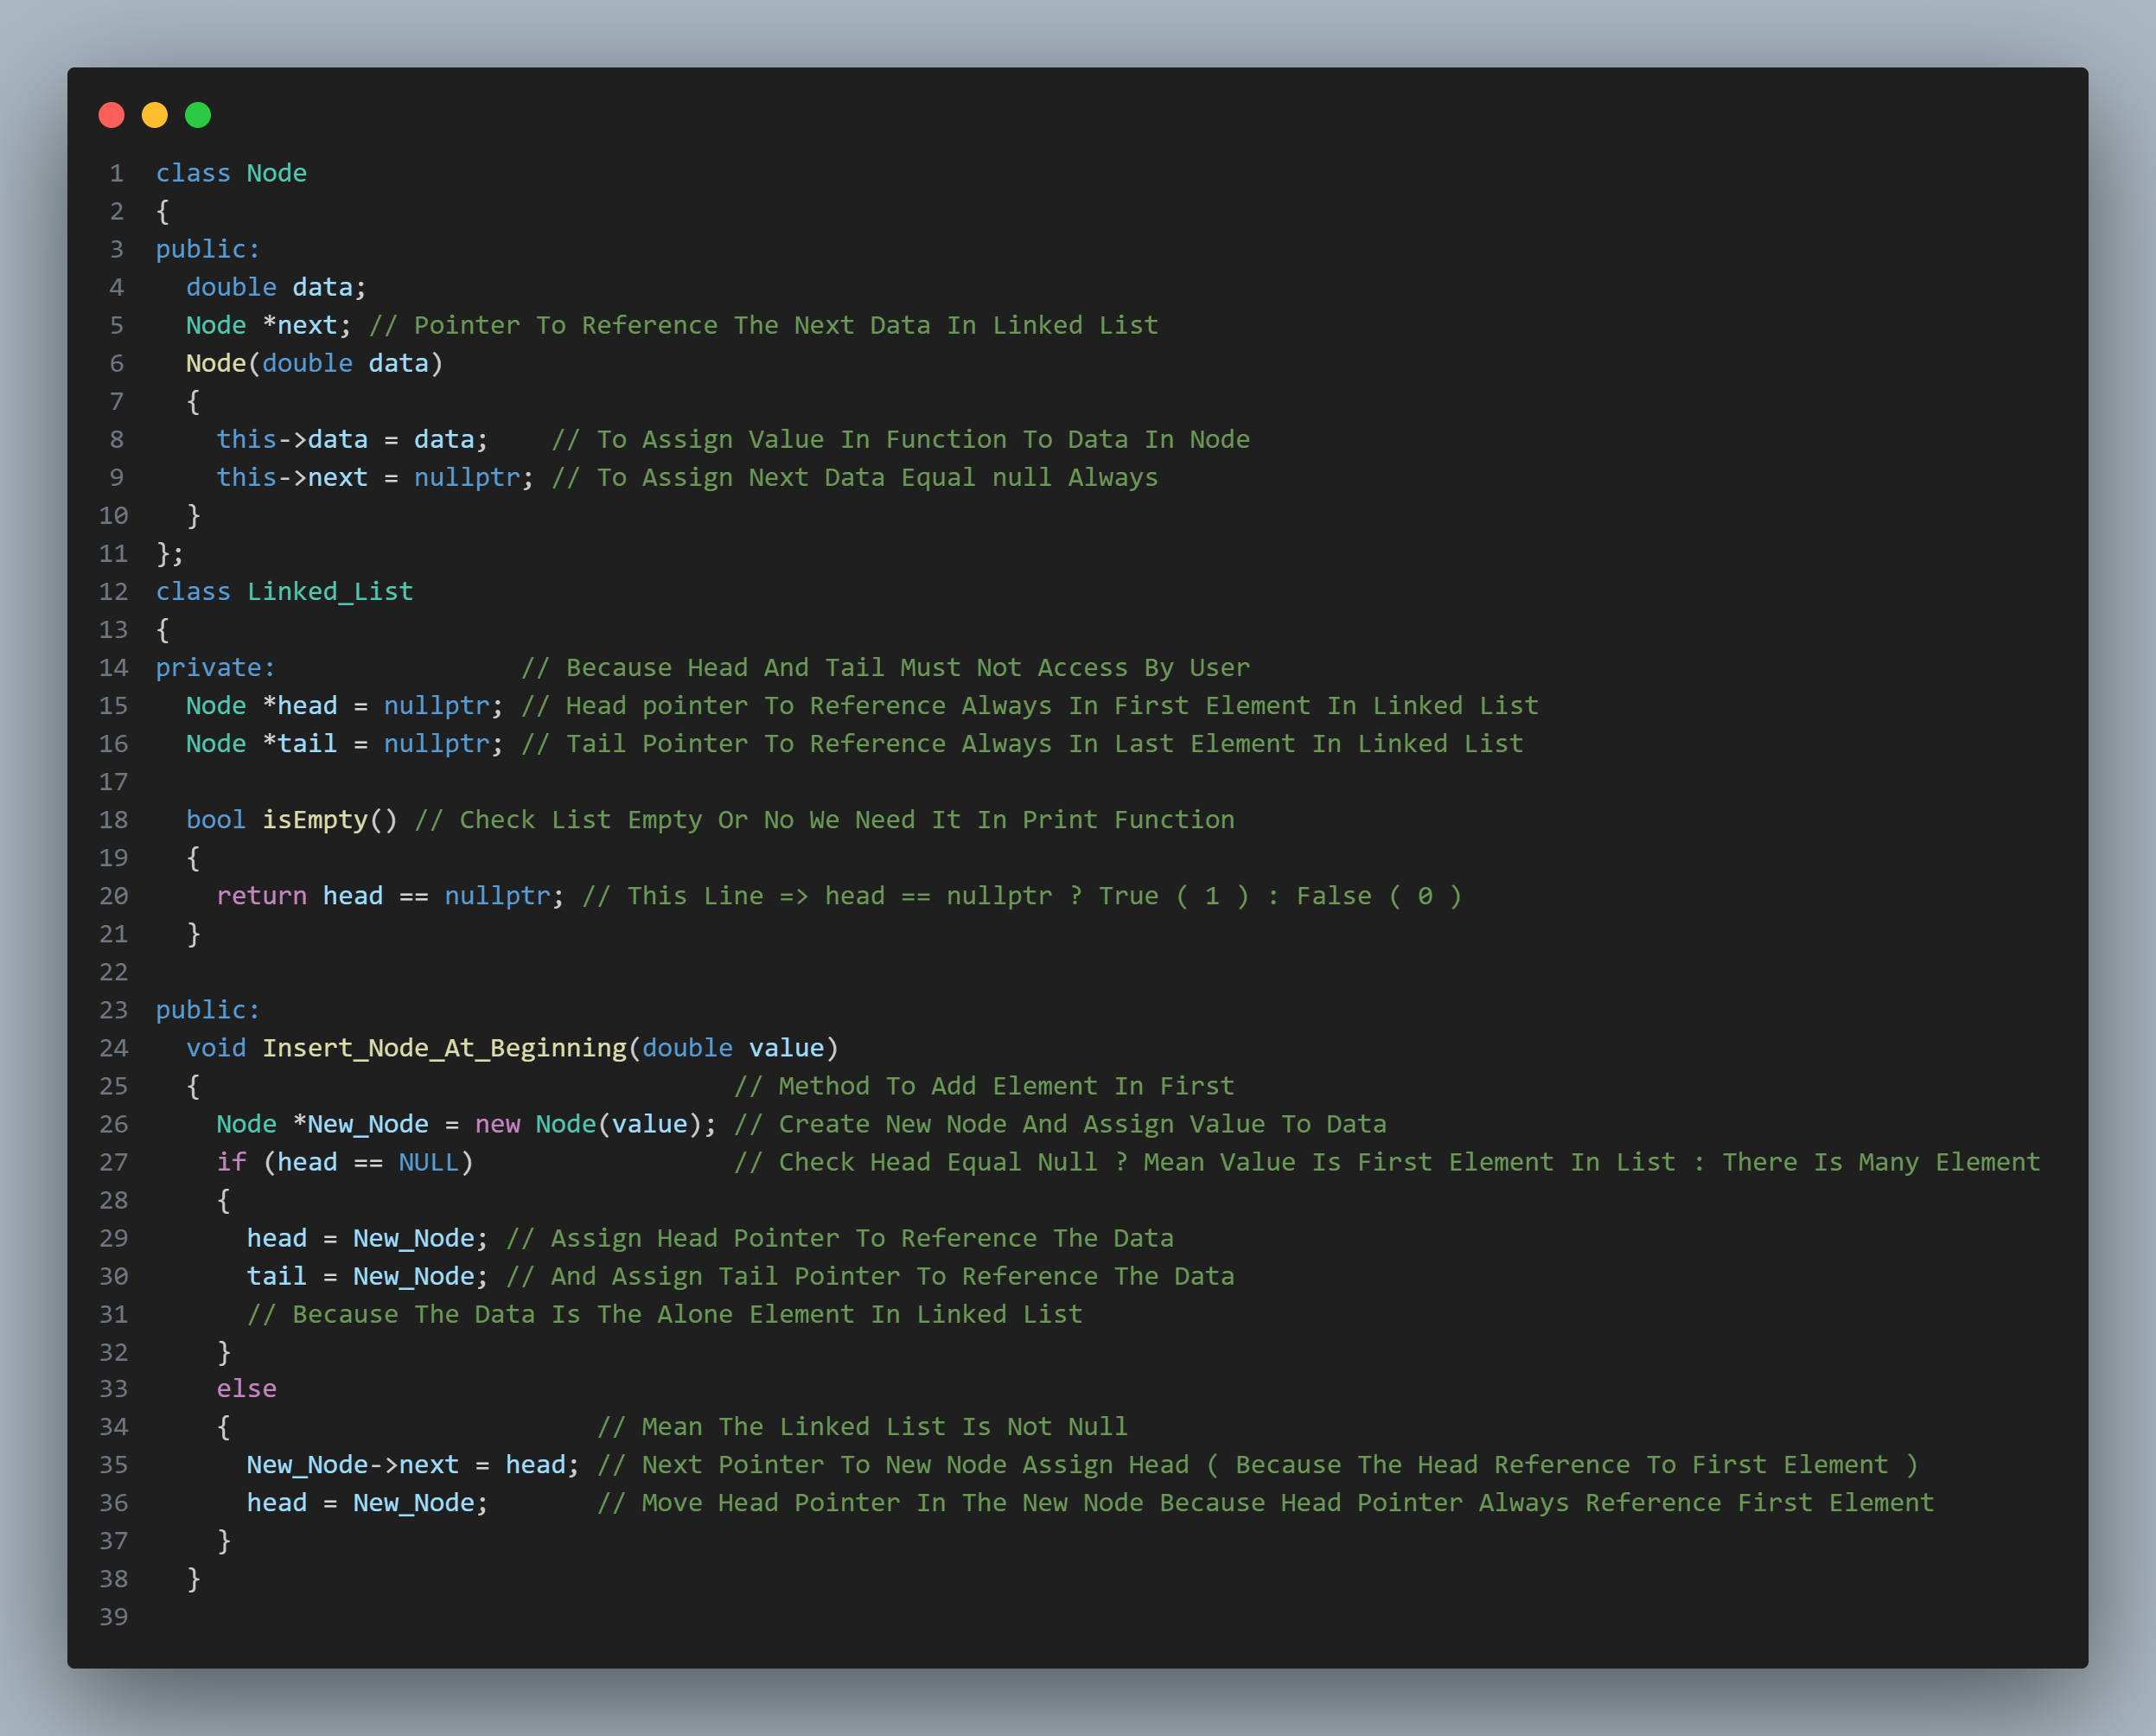 1 class Node
2 {
3 public:
4   double data;
5   Node *next; // Pointer To Reference The Next Data In Linked List
6   Node(double data)
7   {
8     this->data = data;    // To Assign Value In Function To Data In Node
9     this->next = nullptr; // To Assign Next Data Equal null Always
10   }
11 };
12 class Linked_List
13 {
14 private:                // Because Head And Tail Must Not Access By User
15   Node *head = nullptr; // Head pointer To Reference Always In First Element In Linked List
16   Node *tail = nullptr; // Tail Pointer To Reference Always In Last Element In Linked List
17
18   bool isEmpty() // Check List Empty Or No We Need It In Print Function
19   {
20     return head == nullptr; // This Line => head == nullptr ? True ( 1 ) : False ( 0 )
21   }
22
23 public:
24   void Insert_Node_At_Beginning(double value)
25   {                                   // Method To Add Element In First
26     Node *New_Node = new Node(value); // Create New Node And Assign Value To Data
27     if (head == NULL)                 // Check Head Equal Null ? Mean Value Is First Element In List : There Is Many Element
28     {
29       head = New_Node; // Assign Head Pointer To Reference The Data
30       tail = New_Node; // And Assign Tail Pointer To Reference The Data
31       // Because The Data Is The Alone Element In Linked List
32     }
33     else
34     {                        // Mean The Linked List Is Not Null
35       New_Node->next = head; // Next Pointer To New Node Assign Head ( Because The Head Reference To First Element )
36       head = New_Node;       // Move Head Pointer In The New Node Because Head Pointer Always Reference First Element
37     }
38   }
39